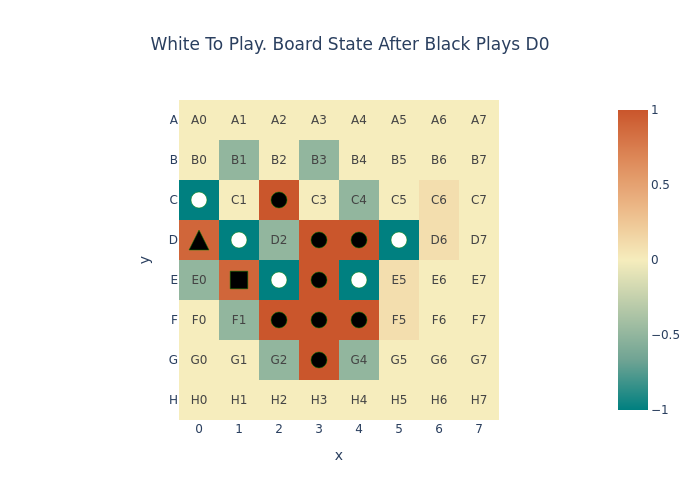 White To Play. Board State After Black Plays D0
A A0 A1 A2 A3 A4 A5 A6 A7
B B0 B1 B2 B3 B4 B5 B6 B7
C C1 C3 C4 C5 C6 C7
D D2 D6 D7
E E0 E5 E6 E7
F F0 F1 F5 F6 F7
G G0 G1 G2 G4 G5 G6 G7
H H0 H1 H2 H3 H4 H5 H6 H7
0 1 2 3 4 5 6 7
x
y
1
0.5
0
−0.5
−1